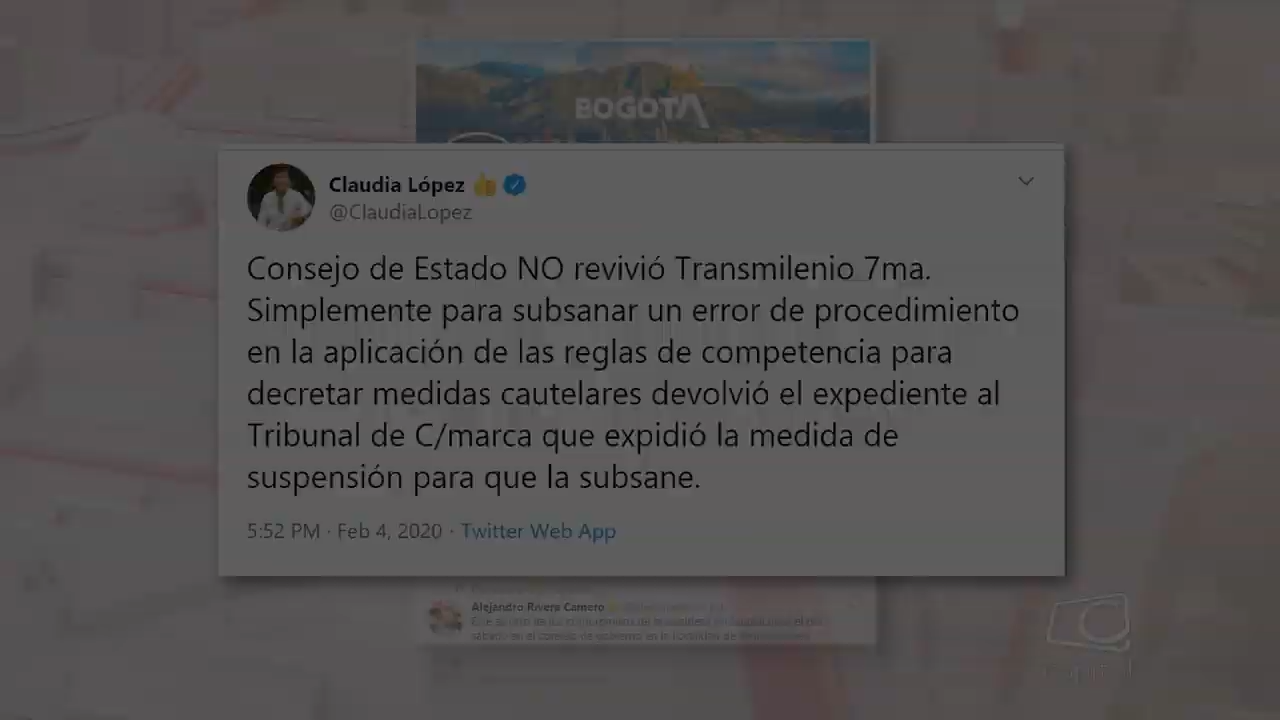 BOGOTA
Claudia López
@ClaudiaLopez
Consejo de Estado NO revivió Transmilenio 7ma.
Simplemente para subsanar un error de procedimiento
en la aplicación de las reglas de competencia para
decretar medidas cautelares devolvió el expediente al
Tribunal de C/marca que expidió la medida de
suspensión para que la subsane.
5:52 PM · Feb 4, 2020 · Twitter Web App
Alejandro Rivera Camero